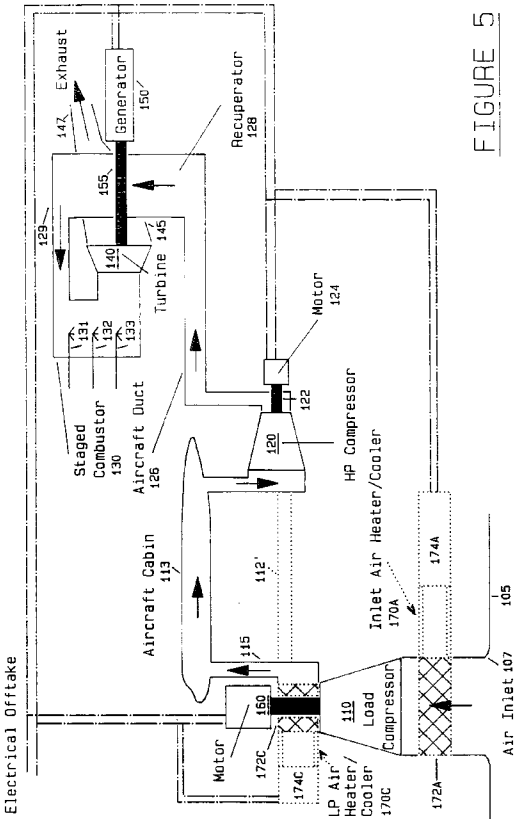 Electrical Offtake
Exhaust
147
Generator
150
155
129
145
140
Turbine
Recuperator
128
131
132
133
Staged
Combustor
130
Aircraft Duct
126
Motor
124
122
120
HP Compressor
Aircraft Cabin
113
112'
115
Motor
160
172C
174C
LP Air
Heater/
Cooler
170C
110
Load
Compressor
Inlet Air Heater/Cooler
170A
174A
172A
105
107
Air Inlet
FIGURE 5